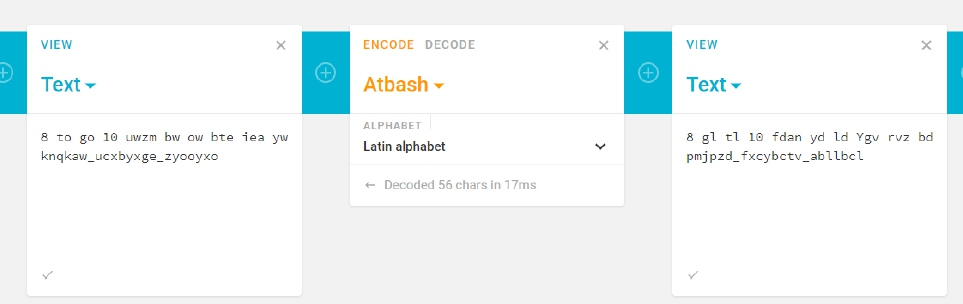 VIEW
Text
8 to go 10 uwzm bw ow bte iea yw
knqkaw_ucxbyxge_zyooyxo
ENCODE DECODE
Atbash
ALPHABET
Latin alphabet
← Decoded 56 chars in 17ms
VIEW
Text
8 gl tl 10 fdan yd ld Ygv rvz bd
pmjpzd_fxcybctv_abllbcl